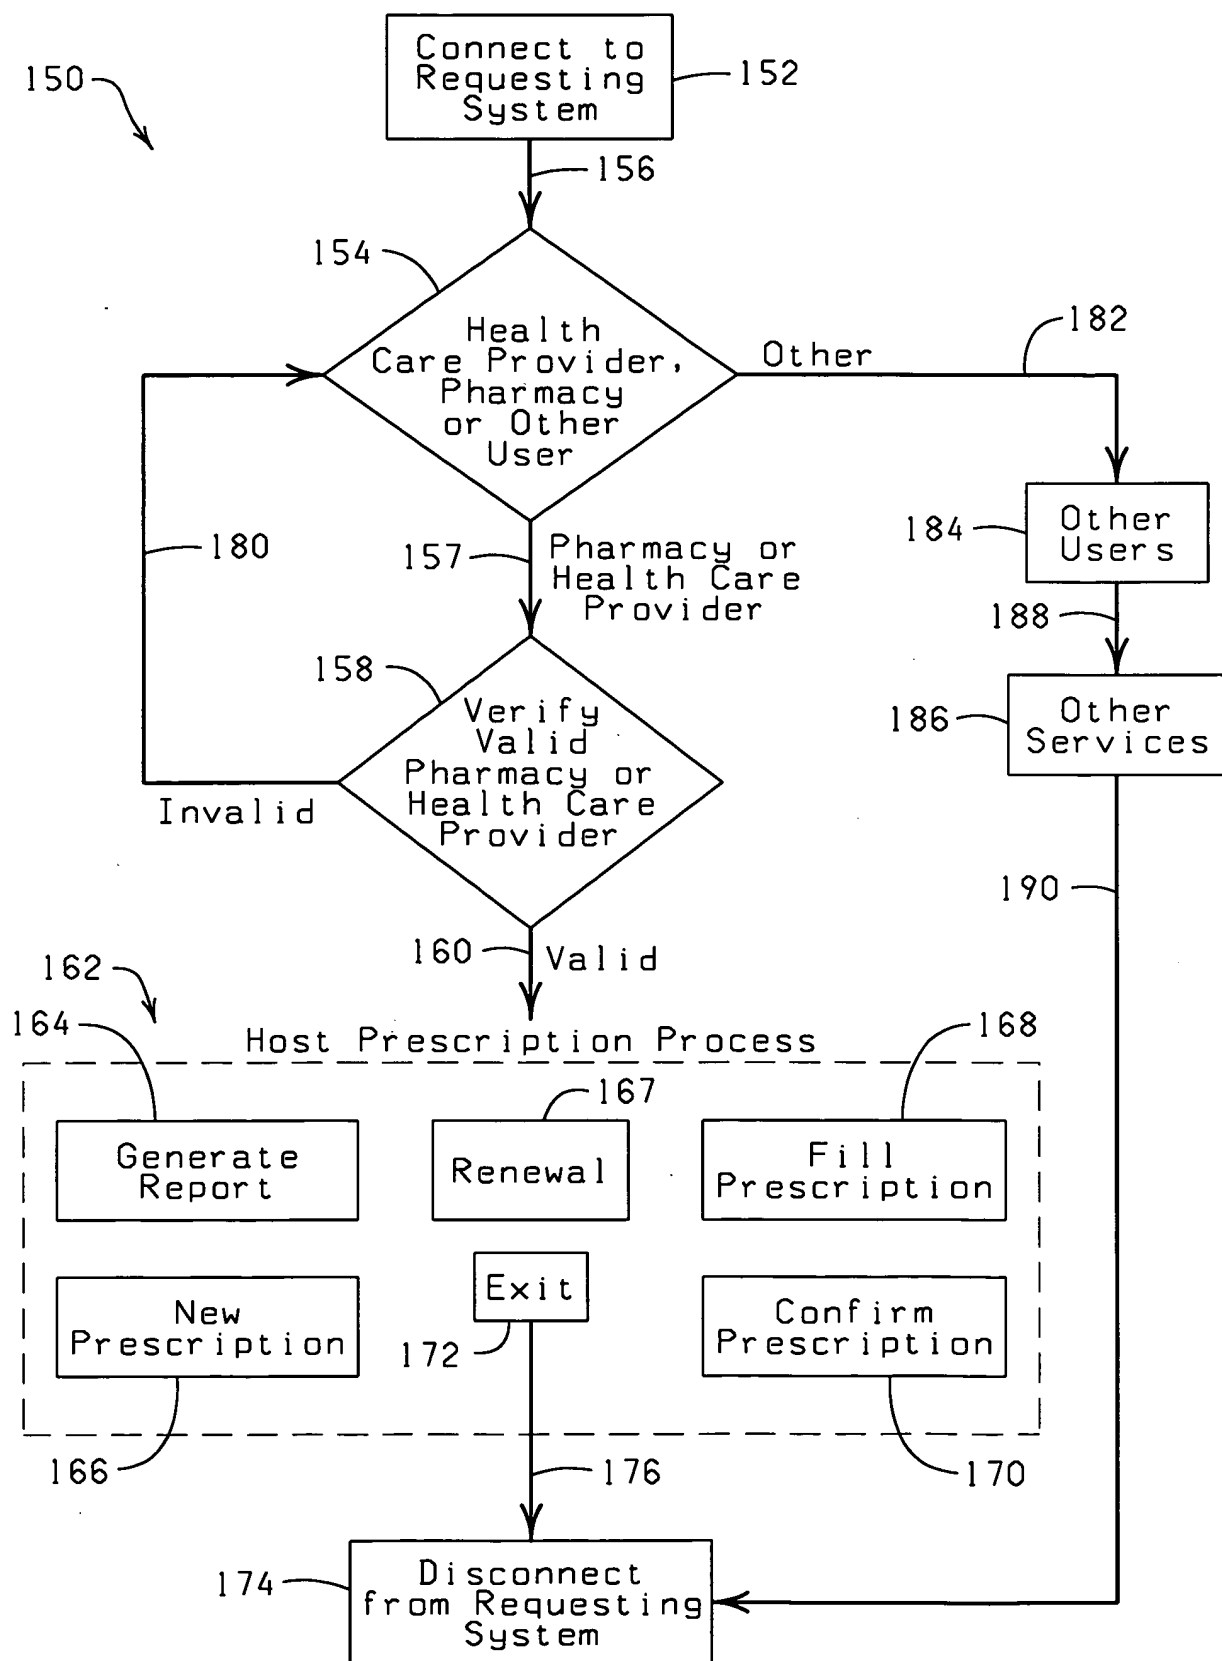 Connect to
Requesting
System
150
152
156
154
Health
Care Provider,
Pharmacy
or Other
User
Other
182
180
157
Pharmacy or
Health Care
Provider
184
Other
Users
188
158
Verify
Valid
Pharmacy or
Health Care
Provider
186
Other
Services
Invalid
190
160
Valid
162
164
Host Prescription Process
168
167
Generate
Report
Renewal
Fill
Prescription
New
Prescription
Exit
172
Confirm
Prescription
166
176
170
174
Disconnect
from Requesting
System